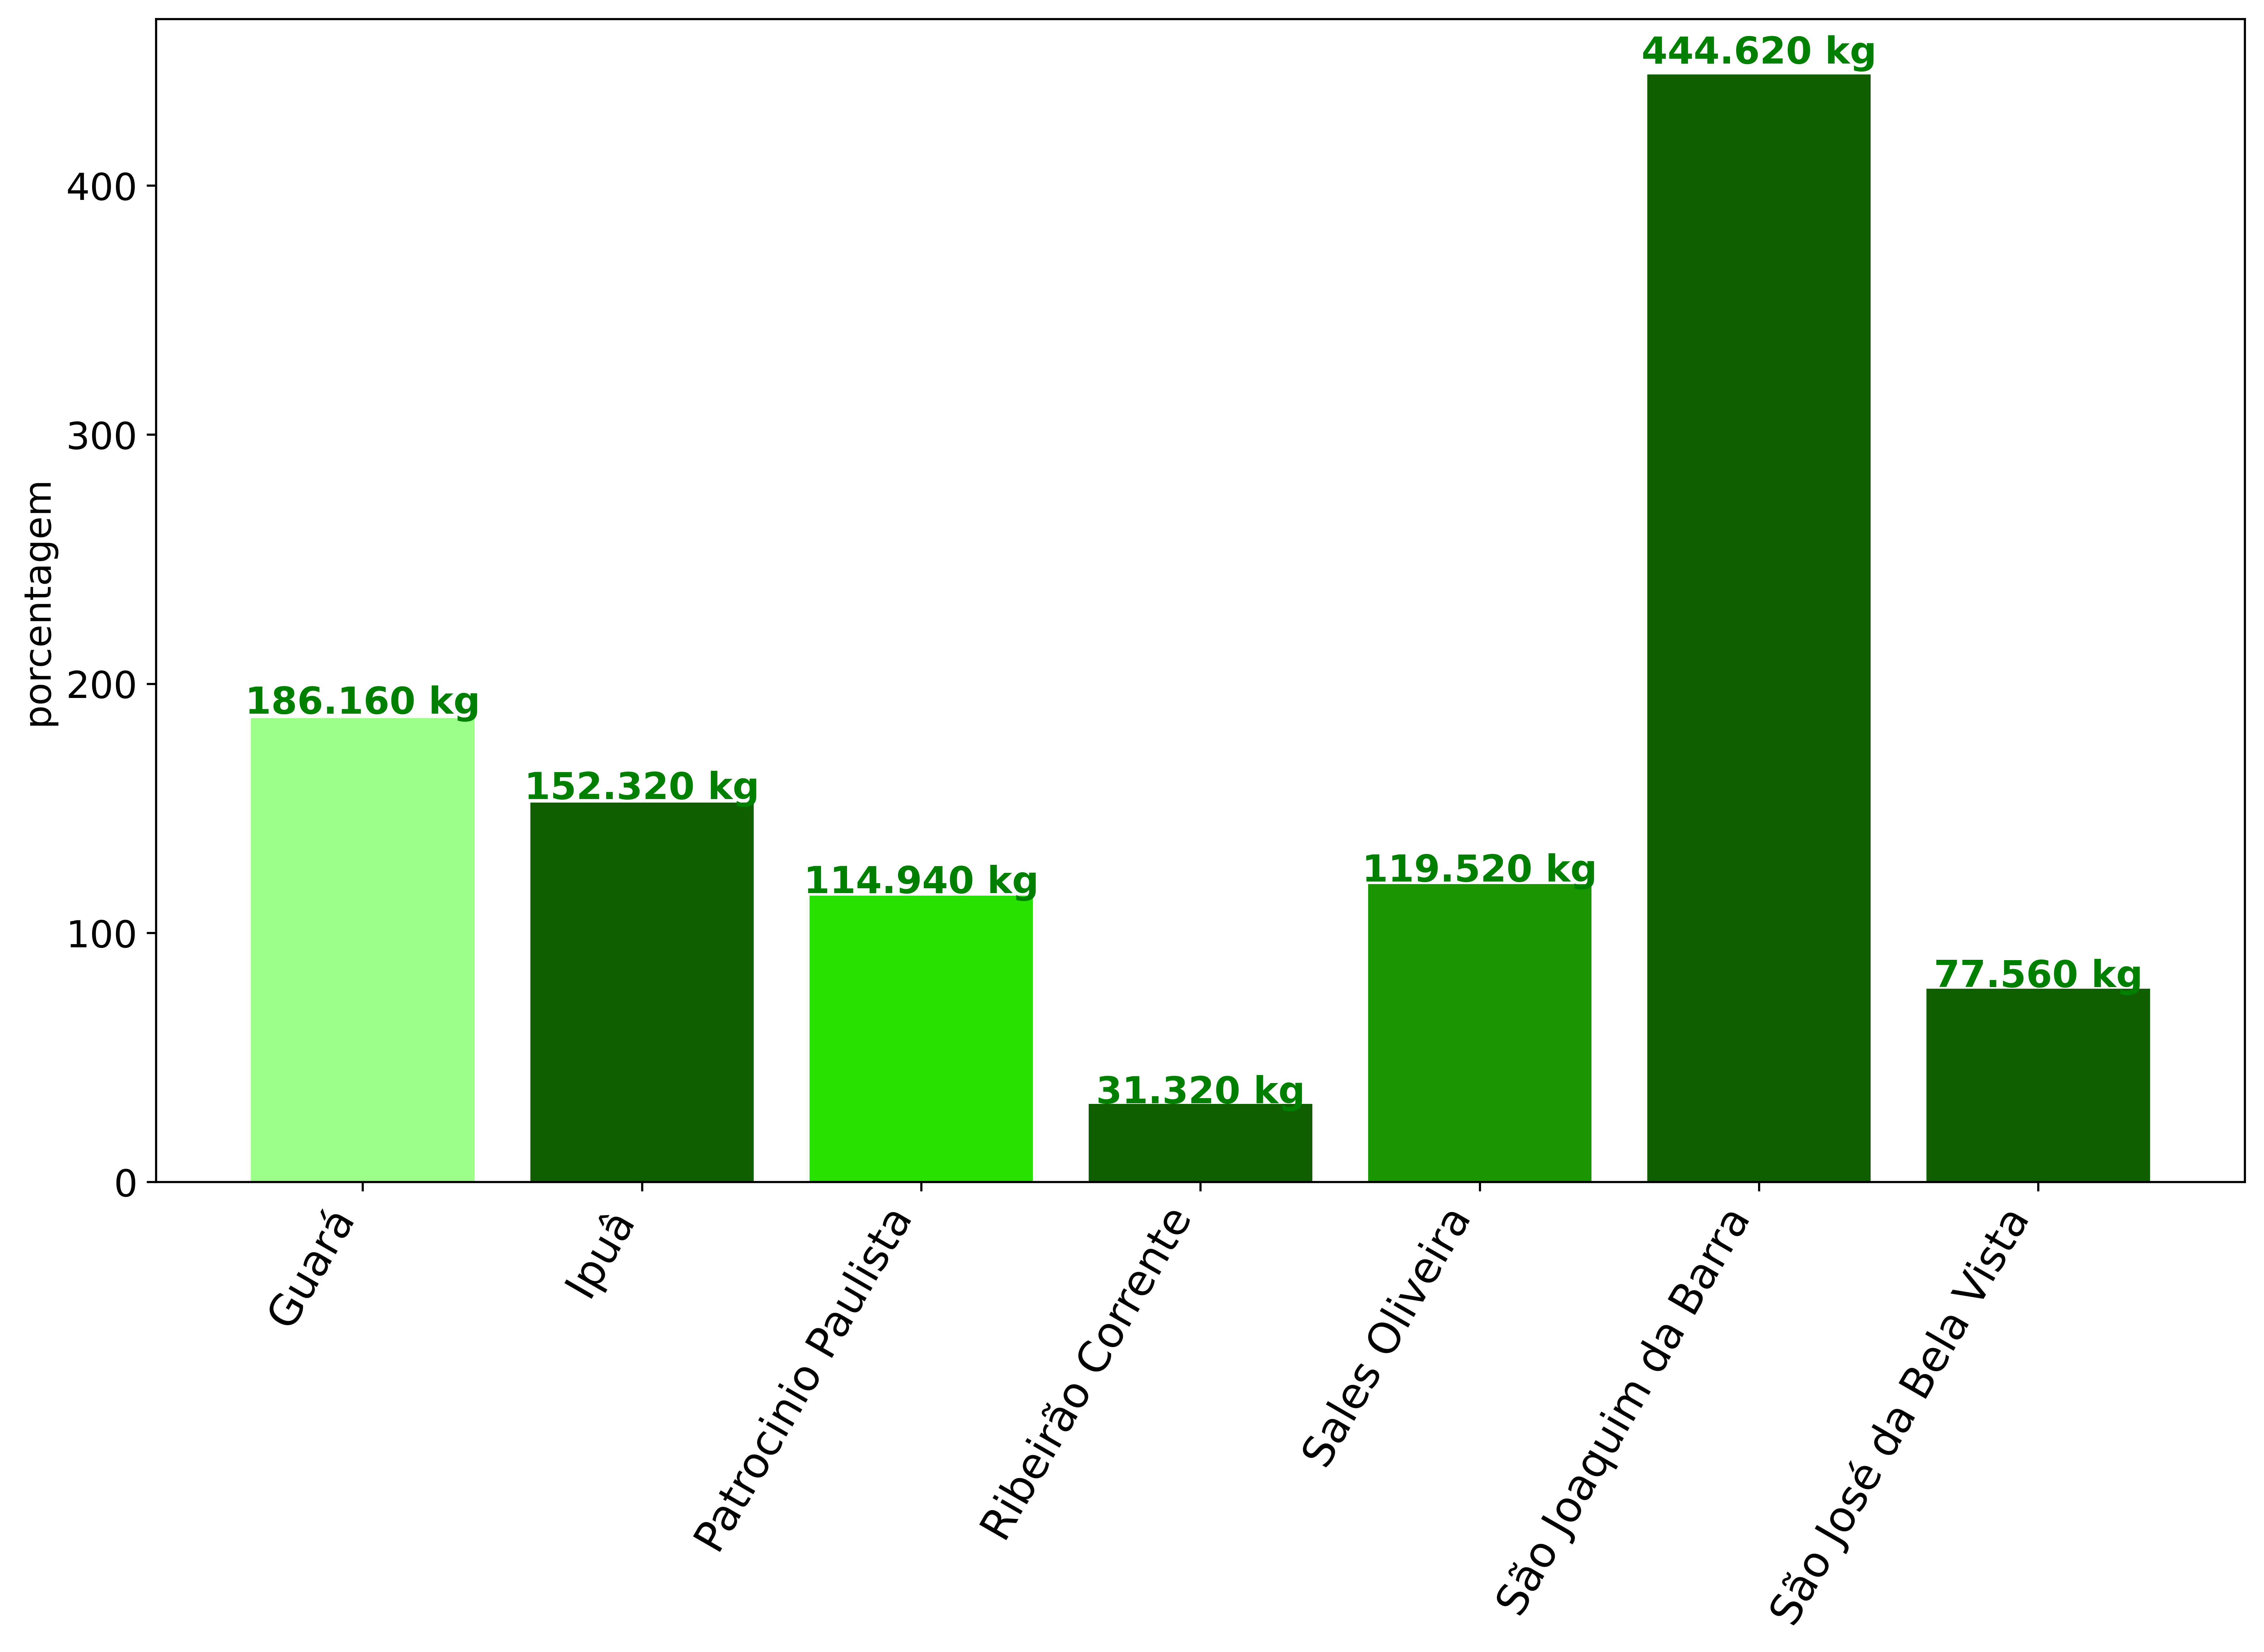 porcentagem
400
300
200
100
0
186.160 kg
152.320 kg
114.940 kg
31.320 kg
119.520 kg
444.620 kg
77.560 kg
Guará
Ipuâ
Patrocinio Paulista
Ribeirão Corrente
Sales Oliveira
São Joaquim da Barra
São José da Bela Vista